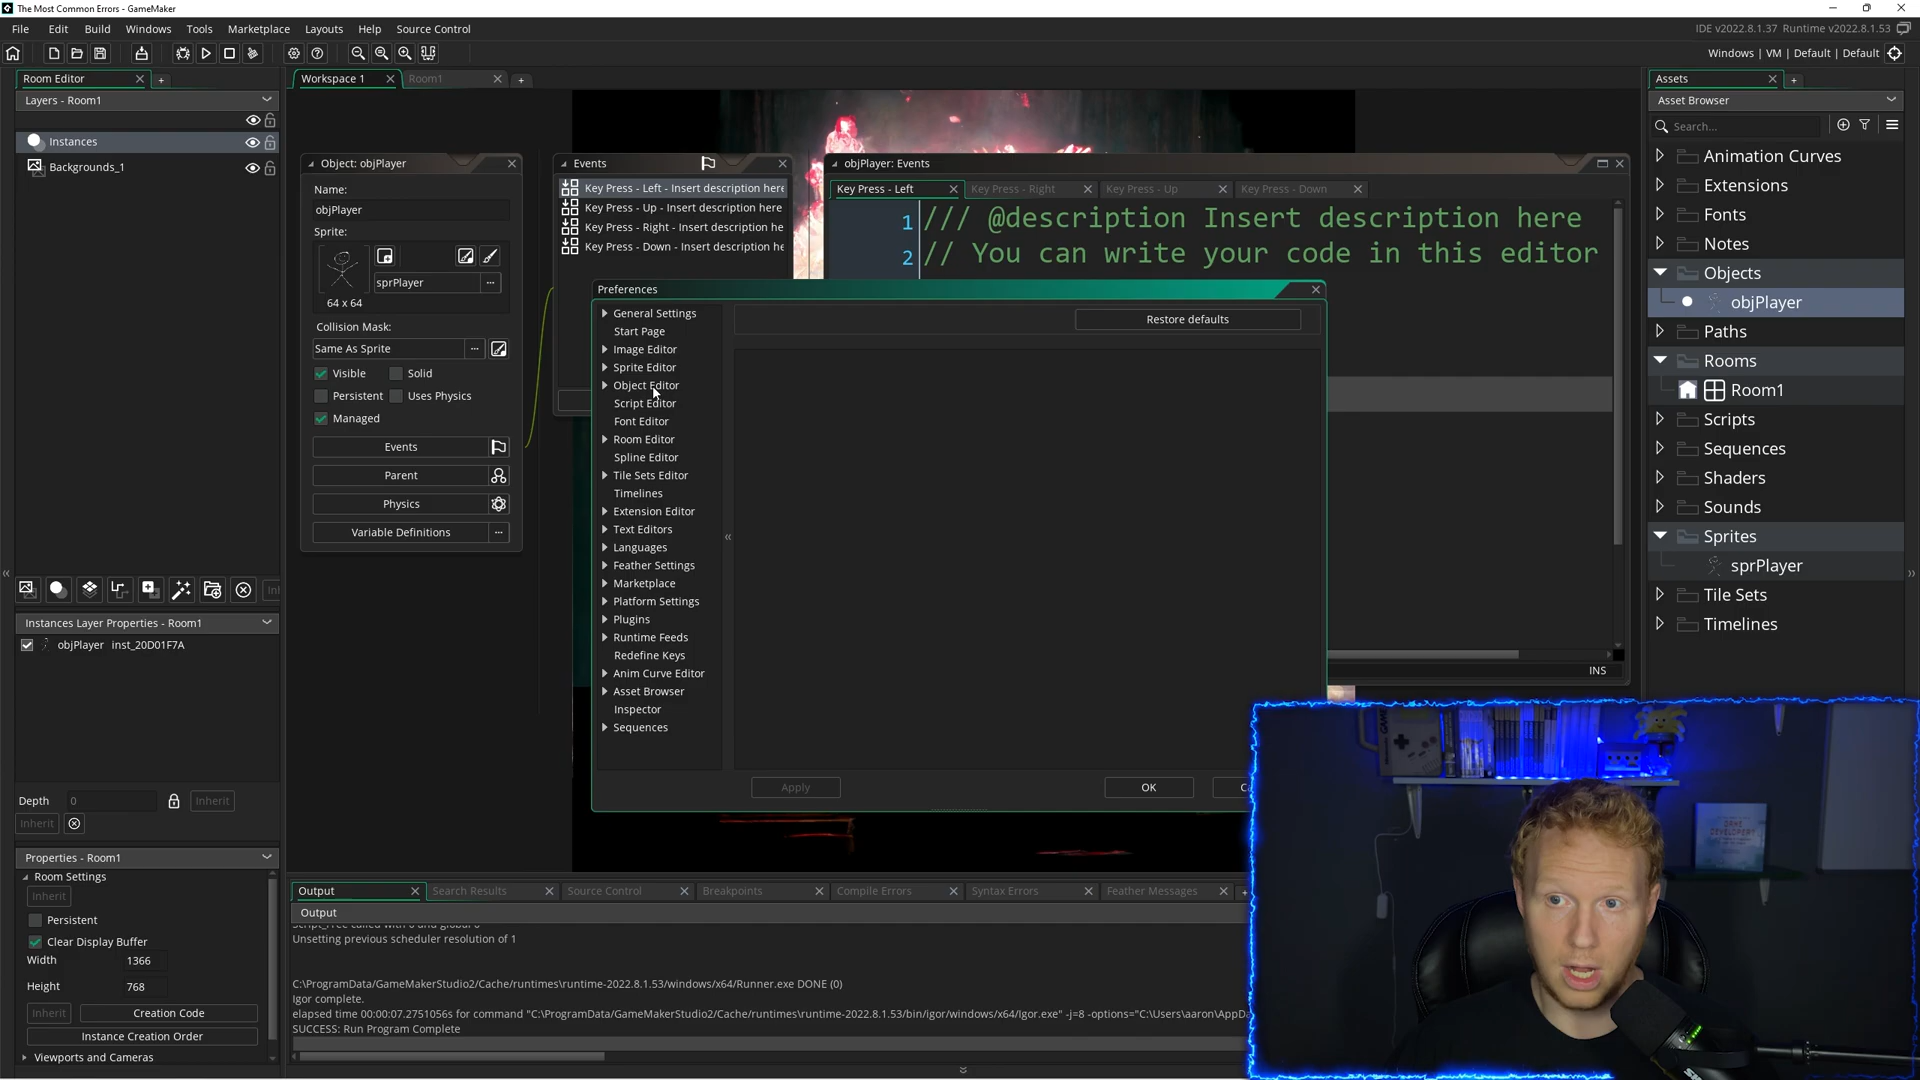 The Most Common Errors - GameMaker
File Edit Build Windows Tools Marketplace Layouts Help Source Control
IDE v2022.8.1.37 Runtime v2022.8.1.53
Windows | VM | Default | Default
Room Editor
Layers - Room1
Instances
Backgrounds_1
Workspace 1
Room1
Object: objPlayer
Name:
objPlayer
Sprite:
sprPlayer
64 x 64
Collision Mask:
Same As Sprite
Visible
Solid
Persistent
Uses Physics
Managed
Events
Parent
Physics
Variable Definitions
Events
Key Press - Left - Insert description here
Key Press - Up - Insert description here
Key Press - Right - Insert description he
Key Press - Down - Insert description he
objPlayer: Events
Key Press - Left
Key Press - Right
Key Press - Up
Key Press - Down
1 /// @description Insert description here
2 // You can write your code in this editor
INS
Preferences
General Settings
Start Page
Image Editor
Sprite Editor
Object Editor
Script Editor
Font Editor
Room Editor
Spline Editor
Tile Sets Editor
Timelines
Extension Editor
Text Editors
Languages
Feather Settings
Marketplace
Platform Settings
Plugins
Runtime Feeds
Redefine Keys
Anim Curve Editor
Asset Browser
Inspector
Sequences
Restore defaults
Apply
OK
Assets
Asset Browser
Search...
Animation Curves
Extensions
Fonts
Notes
Objects
objPlayer
Paths
Rooms
Room1
Scripts
Sequences
Shaders
Sounds
Sprites
sprPlayer
Tile Sets
Timelines
Instances Layer Properties - Room1
objPlayer inst_20D01F7A
Depth 0 Inherit
Inherit
Properties - Room1
Room Settings
Inherit
Persistent
Clear Display Buffer
Width 1366
Height 768
Inherit
Creation Code
Instance Creation Order
Viewports and Cameras
Output
Search Results
Source Control
Breakpoints
Compile Errors
Syntax Errors
Feather Messages
Output
Unsetting previous scheduler resolution of 1
C:\ProgramData/GameMakerStudio2/Cache/runtimes\runtime-2022.8.1.53/windows/x64/Runner.exe DONE (0)
Igor complete.
elapsed time 00:00:07.2751056s for command "C:\ProgramData/GameMakerStudio2/Cache/runtimes\runtime-2022.8.1.53/bin/igor/windows/x64/Igor.exe" -j=8 -options="C:\Users\aaron\AppDa
SUCCESS: Run Program Complete